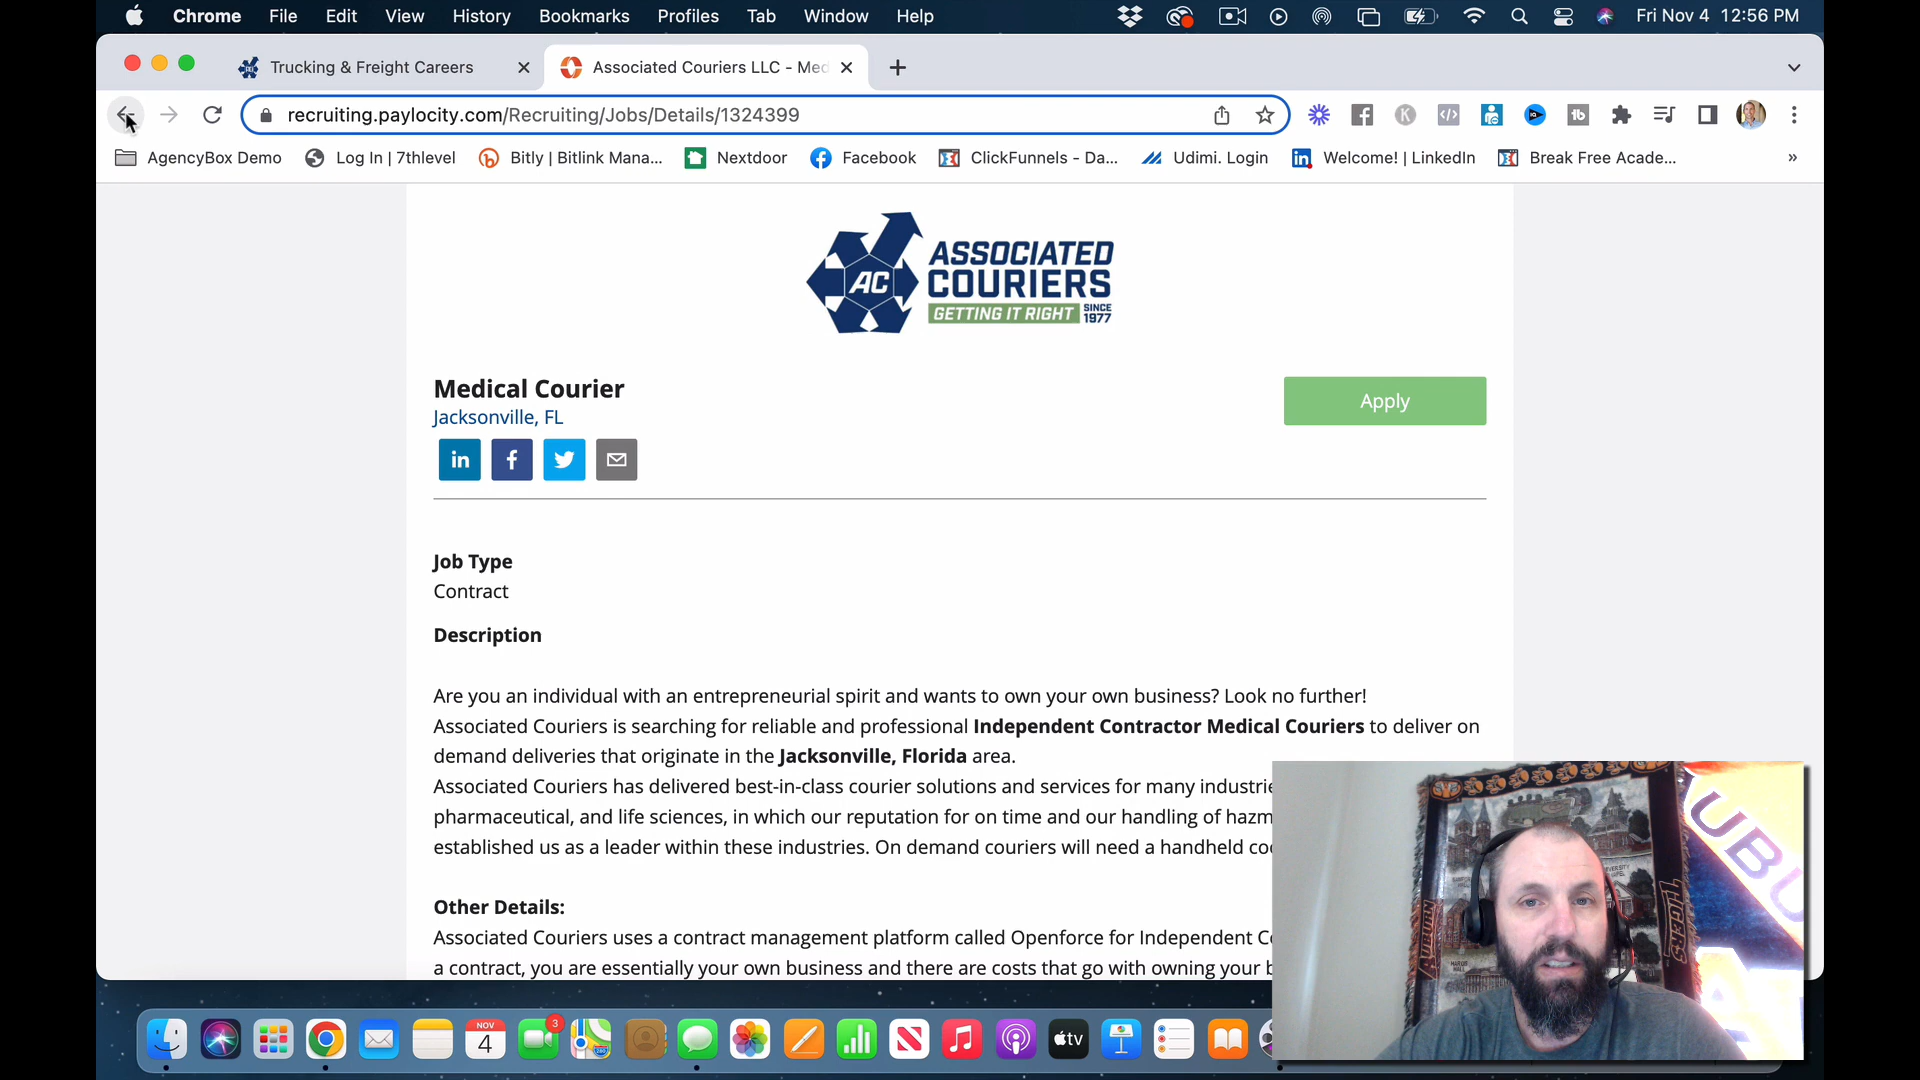 Chrome File Edit View History Bookmarks Profiles Tab Window Help Fri Nov 4 12:56 PM
Trucking & Freight Careers Associated Couriers LLC - Med
recruiting.paylocity.com/Recruiting/Jobs/Details/1324399
AgencyBox Demo Log In | 7thlevel Bitly | Bitlink Mana... Nextdoor Facebook ClickFunnels - Da... Udimi. Login Welcome! | LinkedIn Break Free Acade... »
AC
ASSOCIATED
COURIERS
GETTING IT RIGHT SINCE 1977
Medical Courier
Jacksonville, FL
Apply
Job Type
Contract
Description
Are you an individual with an entrepreneurial spirit and wants to own your own business? Look no further!
Associated Couriers is searching for reliable and professional Independent Contractor Medical Couriers to deliver on
demand deliveries that originate in the Jacksonville, Florida area.
Associated Couriers has delivered best-in-class courier solutions and services for many industrie
pharmaceutical, and life sciences, in which our reputation for on time and our handling of hazm
established us as a leader within these industries. On demand couriers will need a handheld co
Other Details:
Associated Couriers uses a contract management platform called Openforce for Independent C
a contract, you are essentially your own business and there are costs that go with owning your b
NOV
4
3
tv
AUBURN
TIGERS
UBU